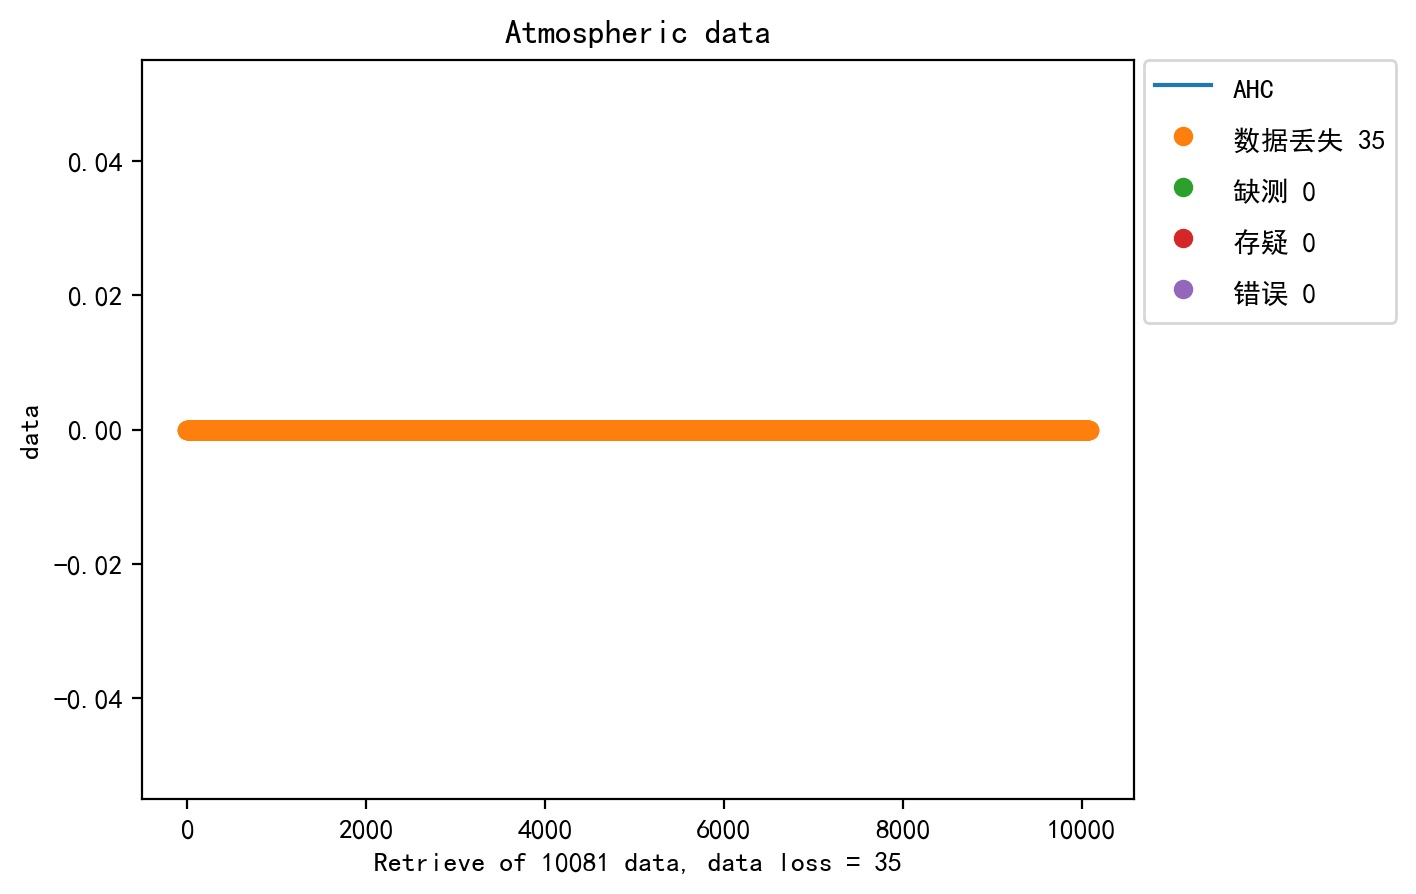 Atmospheric data
AHC
数据丢失 35
缺测 0
存疑 0
错误 0
0.04
0.02
0.00
-0.02
-0.04
data
0 2000 4000 6000 8000 10000
Retrieve of 10081 data, data loss = 35